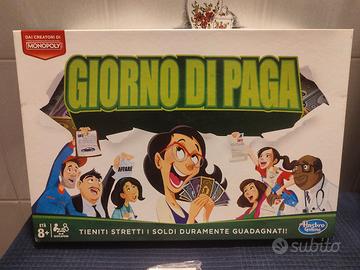 DAI CREATORI DI
MONOPOLY
GIORNO DI PAGA
AFFARE
ETÀ
8+
TIENITI STRETTI I SOLDI DURAMENTE GUADAGNATI!
Hasbro
Gaming
subito